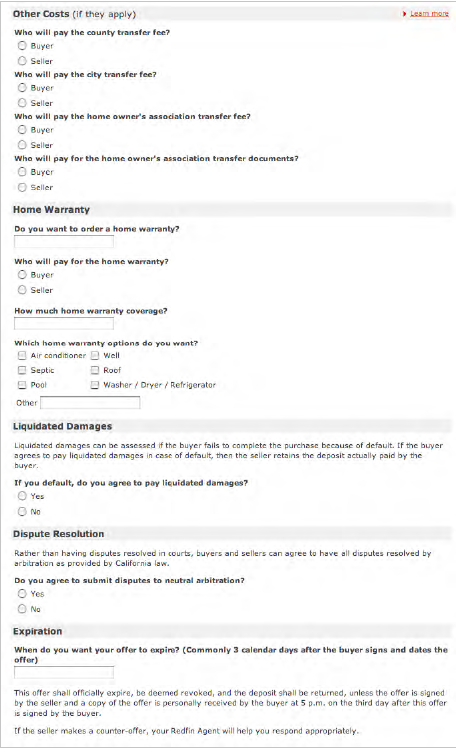 Other Costs (if they apply) Learn more
Who will pay the county transfer fee?
Buyer
Seller
Who will pay the city transfer fee?
Buyer
Seller
Who will pay the home owner's association transfer fee?
Buyer
Seller
Who will pay for the home owner's association transfer documents?
Buyer
Seller
Home Warranty
Do you want to order a home warranty?
Who will pay for the home warranty?
Buyer
Seller
How much home warranty coverage?
Which home warranty options do you want?
Air conditioner Well
Septic Roof
Pool Washer / Dryer / Refrigerator
Other
Liquidated Damages
Liquidated damages can be assessed if the buyer fails to complete the purchase because of default. If the buyer
agrees to pay liquidated damages in case of default, then the seller retains the deposit actually paid by the
buyer.
If you default, do you agree to pay liquidated damages?
Yes
No
Dispute Resolution
Rather than having disputes resolved in courts, buyers and sellers can agree to have all disputes resolved by
arbitration as provided by California law.
Do you agree to submit disputes to neutral arbitration?
Yes
No
Expiration
When do you want your offer to expire? (Commonly 3 calendar days after the buyer signs and dates the
offer)
This offer shall officially expire, be deemed revoked, and the deposit shall be returned, unless the offer is signed
by the seller and a copy of the offer is personally received by the buyer at 5 p.m. on the third day after this offer
is signed by the buyer.
If the seller makes a counter-offer, your Redfin Agent will help you respond appropriately.